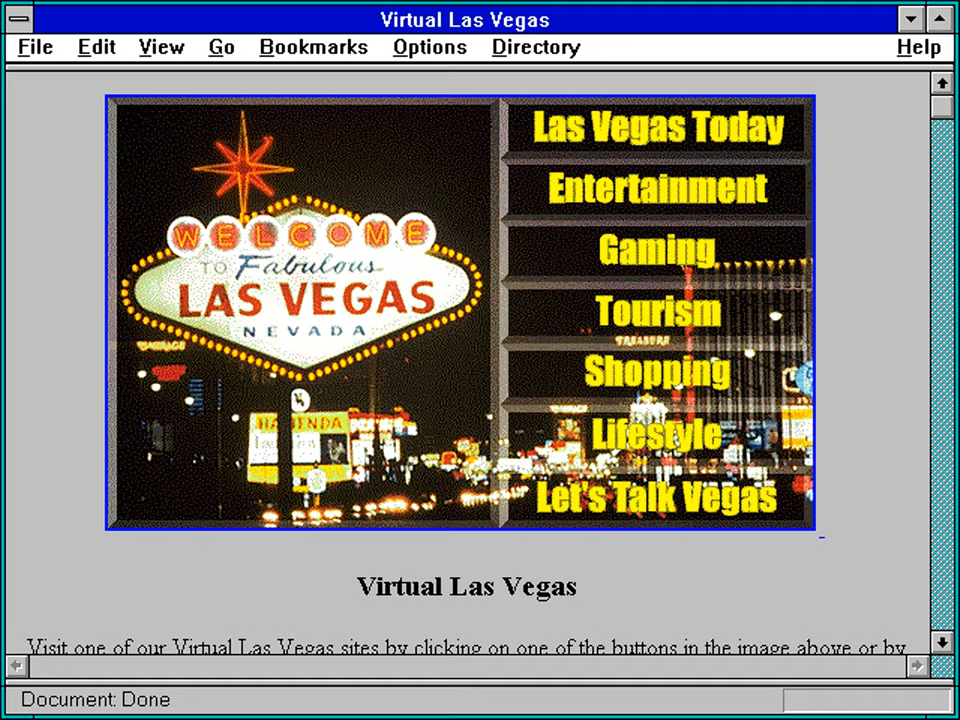 Virtual Las Vegas
File Edit View Go Bookmarks Options Directory Help
WELCOME
TO Fabulous
LAS VEGAS
NEVADA
HACIENDA
Las Vegas Today
Entertainment
Gaming
Tourism
TREASURE
Shopping
Lifestyle
Let's Talk Vegas
Virtual Las Vegas
Visit one of our Virtual Las Vegas sites by clicking on one of the buttons in the image above or by
Document: Done